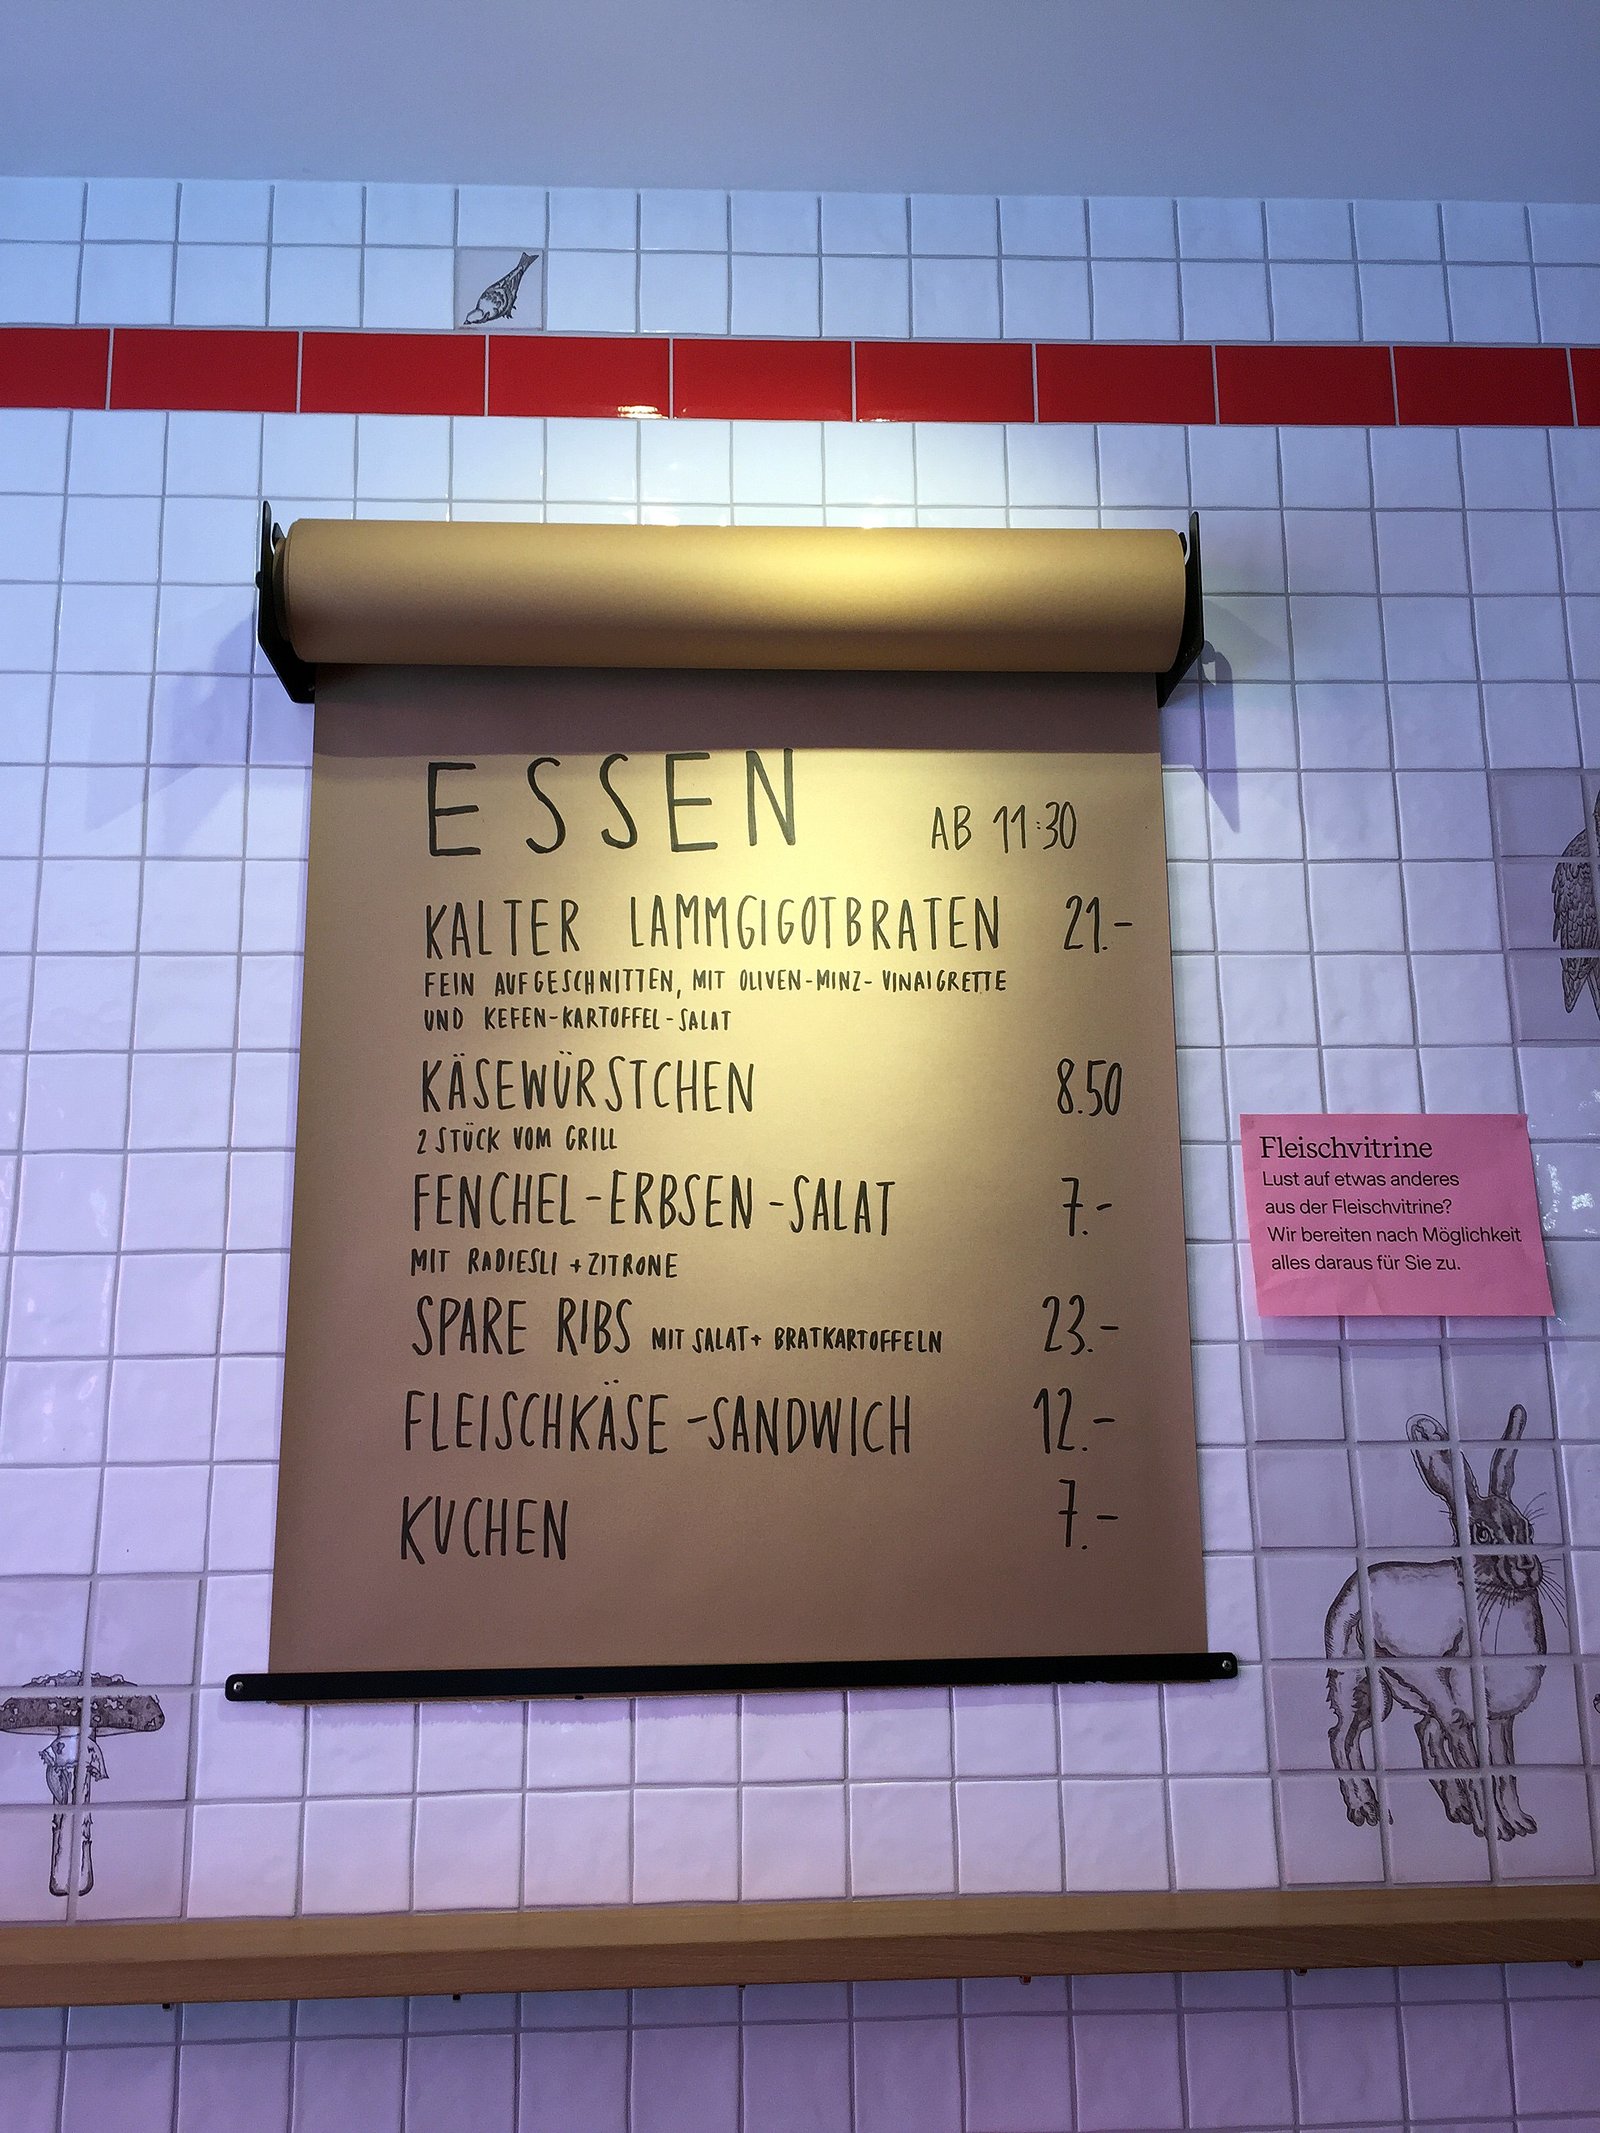 ESSEN AB 11:30
KALTER LAMMGIGOTBRATEN 21.-
FEIN AUFGESCHNITTEN, MIT OLIVEN-MINZ-VINAIGRETTE
UND KEFEN-KARTOFFEL-SALAT
KÄSEWÜRSTCHEN 8.50
2 STÜCK VOM GRILL
FENCHEL-ERBSEN-SALAT 7.-
MIT RADIESLI + ZITRONE
SPARE RIBS MIT SALAT + BRATKARTOFFELN 23.-
FLEISCHKÄSE-SANDWICH 12.-
KUCHEN 7.-
Fleischvitrine
Lust auf etwas anderes
aus der Fleischvitrine?
Wir bereiten nach Möglichkeit
alles daraus für Sie zu.